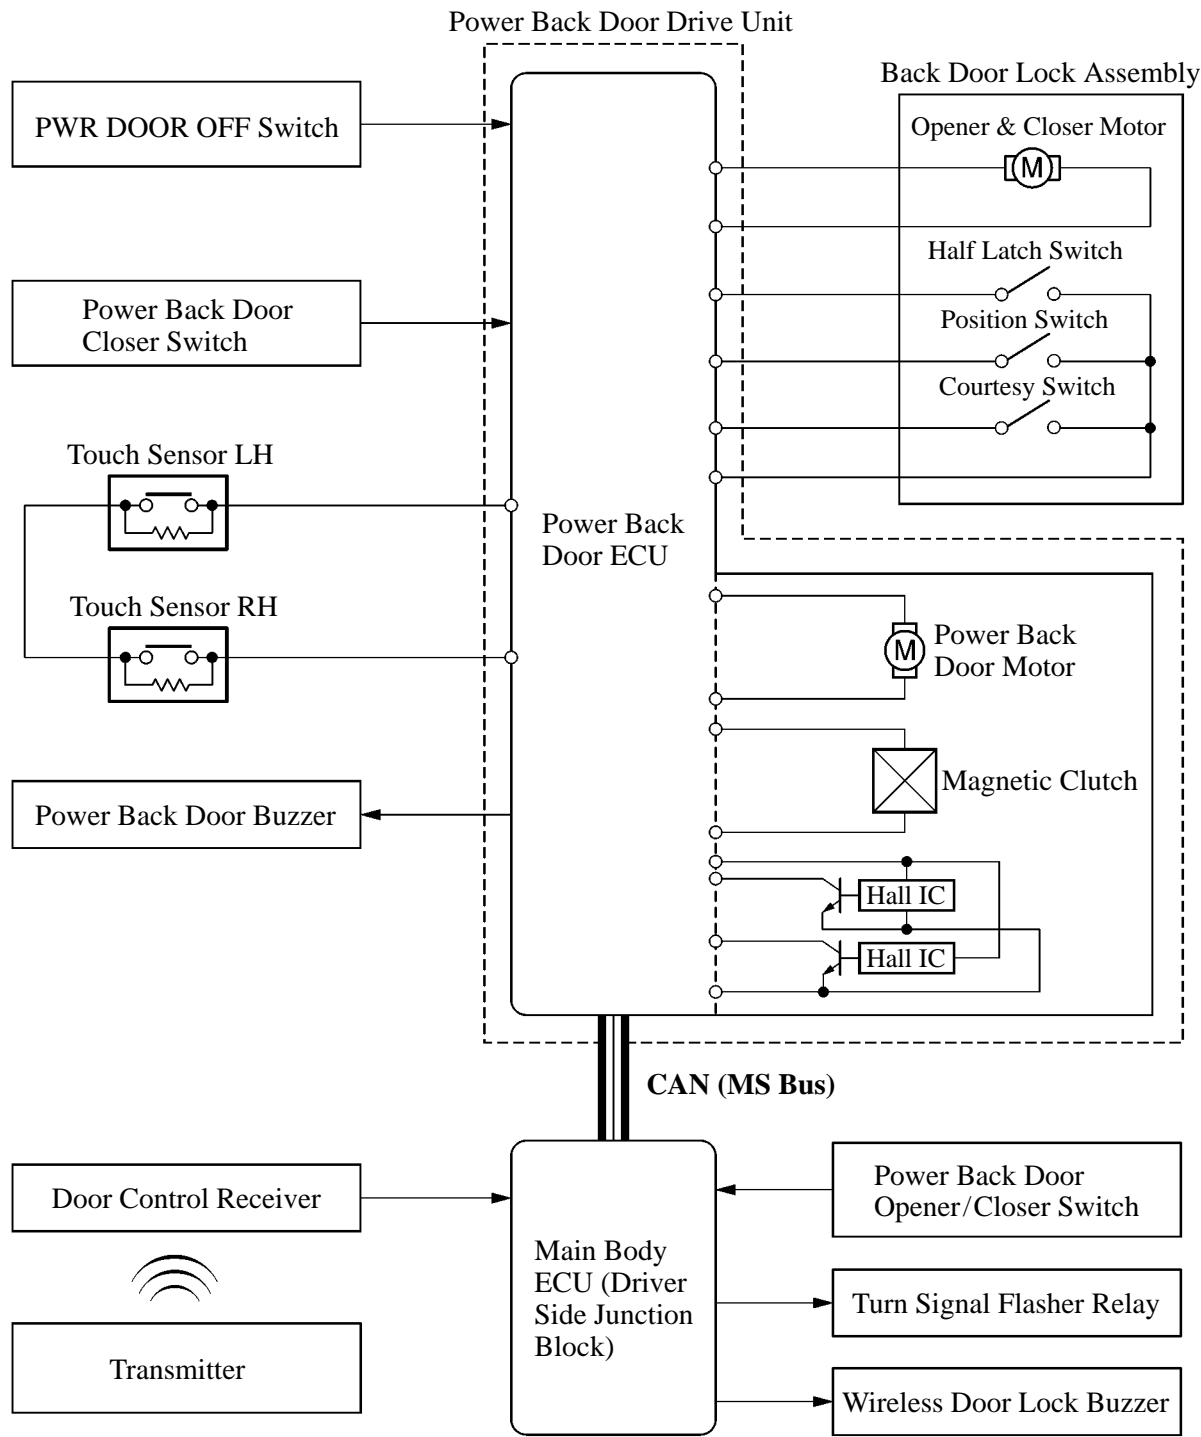 Power Back Door Drive Unit
Back Door Lock Assembly
PWR DOOR OFF Switch
Opener & Closer Motor
M
Half Latch Switch
Power Back Door
Closer Switch
Position Switch
Courtesy Switch
Touch Sensor LH
Power Back
Door ECU
Touch Sensor RH
M
Power Back
Door Motor
Magnetic Clutch
Power Back Door Buzzer
Hall IC
Hall IC
CAN (MS Bus)
Door Control Receiver
Power Back Door
Opener/Closer Switch
Main Body
ECU (Driver
Side Junction
Block)
Turn Signal Flasher Relay
Transmitter
Wireless Door Lock Buzzer